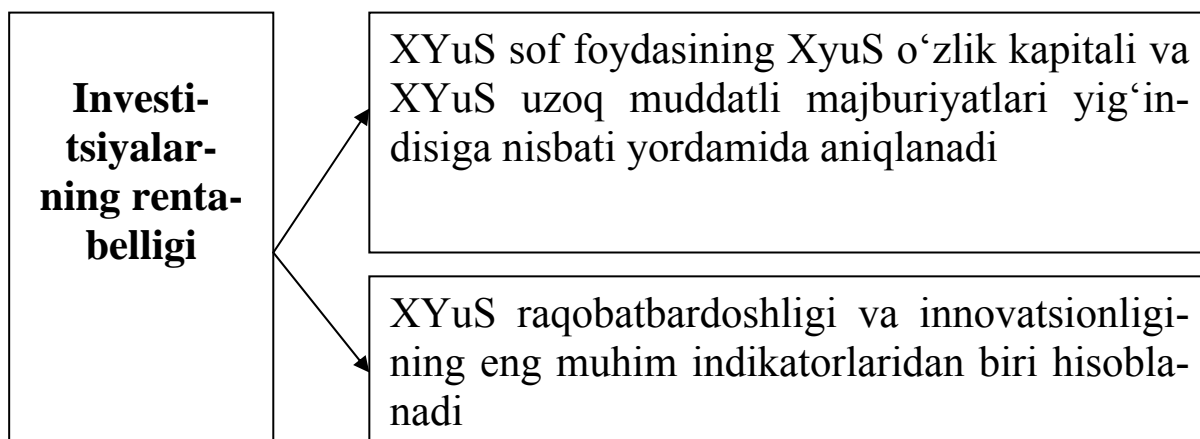 Investi-
tsiyalar-
ning renta-
belligi
XYuS sof foydasining XyuS o‘zlik kapitali va
XYuS uzoq muddatli majburiyatlari yig‘in-
disiga nisbati yordamida aniqlanadi
XYuS raqobatbardoshligi va innovatsionligi-
ning eng muhim indikatorlaridan biri hisobla-
nadi